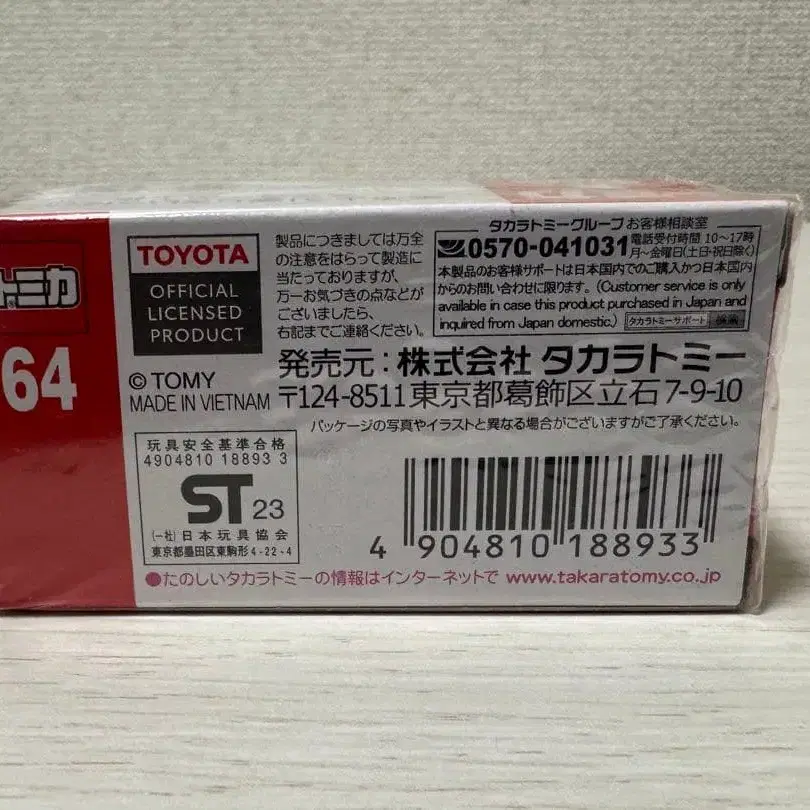 トミカ
64
TOYOTA
OFFICIAL
LICENSED
PRODUCT
© TOMY
MADE IN VIETNAM
製品につきましては万全
の注意をはらって製造に
当たっておりますが、
万一お気づきの点などが
ございましたら、
右記までご連絡ください。
タカラトミーグループ お客様相談室
0570-041031 電話受付時間 10〜17時
月〜金曜日(土・日・祝日除く)
本製品のお客様サポートは日本国内でのご購入かつ日本国内
からのお問い合わせに限ります。(Customer service is only
available in case this product purchased in Japan and
inquired from Japan domestic.) タカラトミーサポート 検索
発売元：株式会社 タカラトミー
〒124-8511 東京都葛飾区立石7-9-10
パッケージの写真やイラストと異なる場合がございますがご了承ください。
玩具安全基準合格
4904810 18893 3
ST 23
(一社)日本玩具協会
東京都墨田区東駒形4-22-4
4 904810 188933
●たのしいタカラトミーの情報はインターネットで www.takaratomy.co.jp